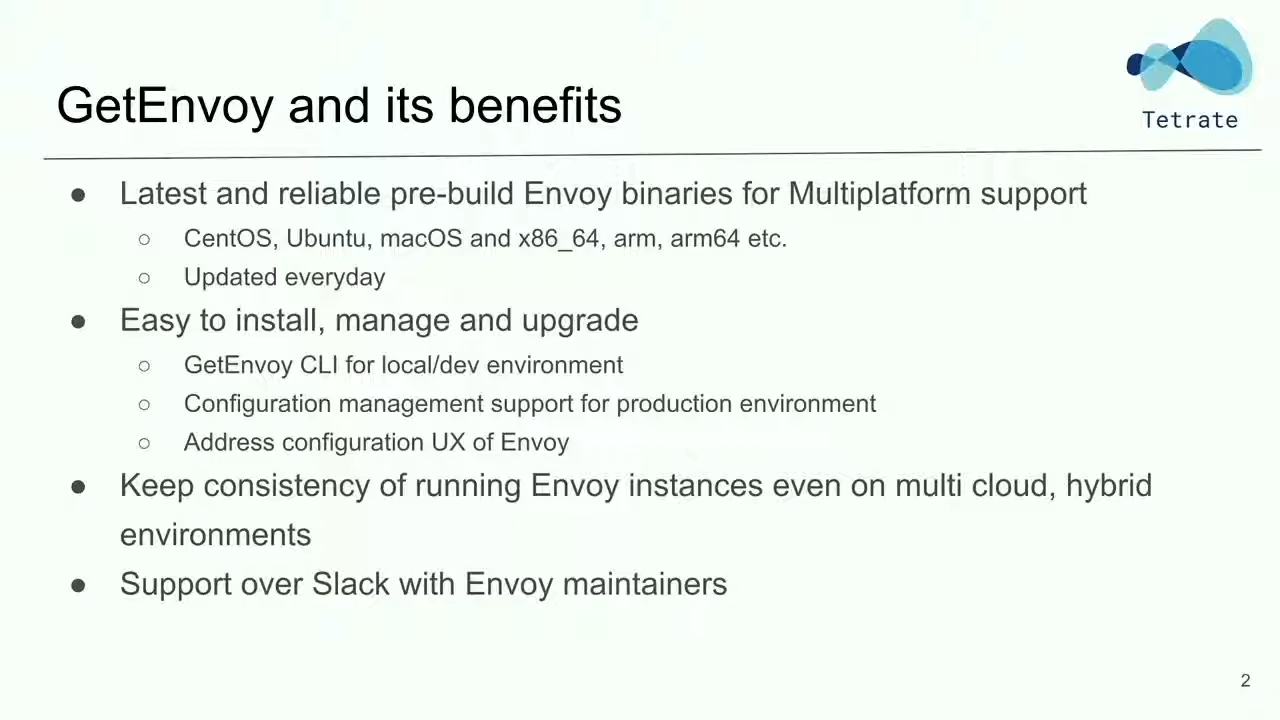 Tetrate
GetEnvoy and its benefits
● Latest and reliable pre-build Envoy binaries for Multiplatform support
○ CentOS, Ubuntu, macOS and x86_64, arm, arm64 etc.
○ Updated everyday
● Easy to install, manage and upgrade
○ GetEnvoy CLI for local/dev environment
○ Configuration management support for production environment
○ Address configuration UX of Envoy
● Keep consistency of running Envoy instances even on multi cloud, hybrid
environments
● Support over Slack with Envoy maintainers
2